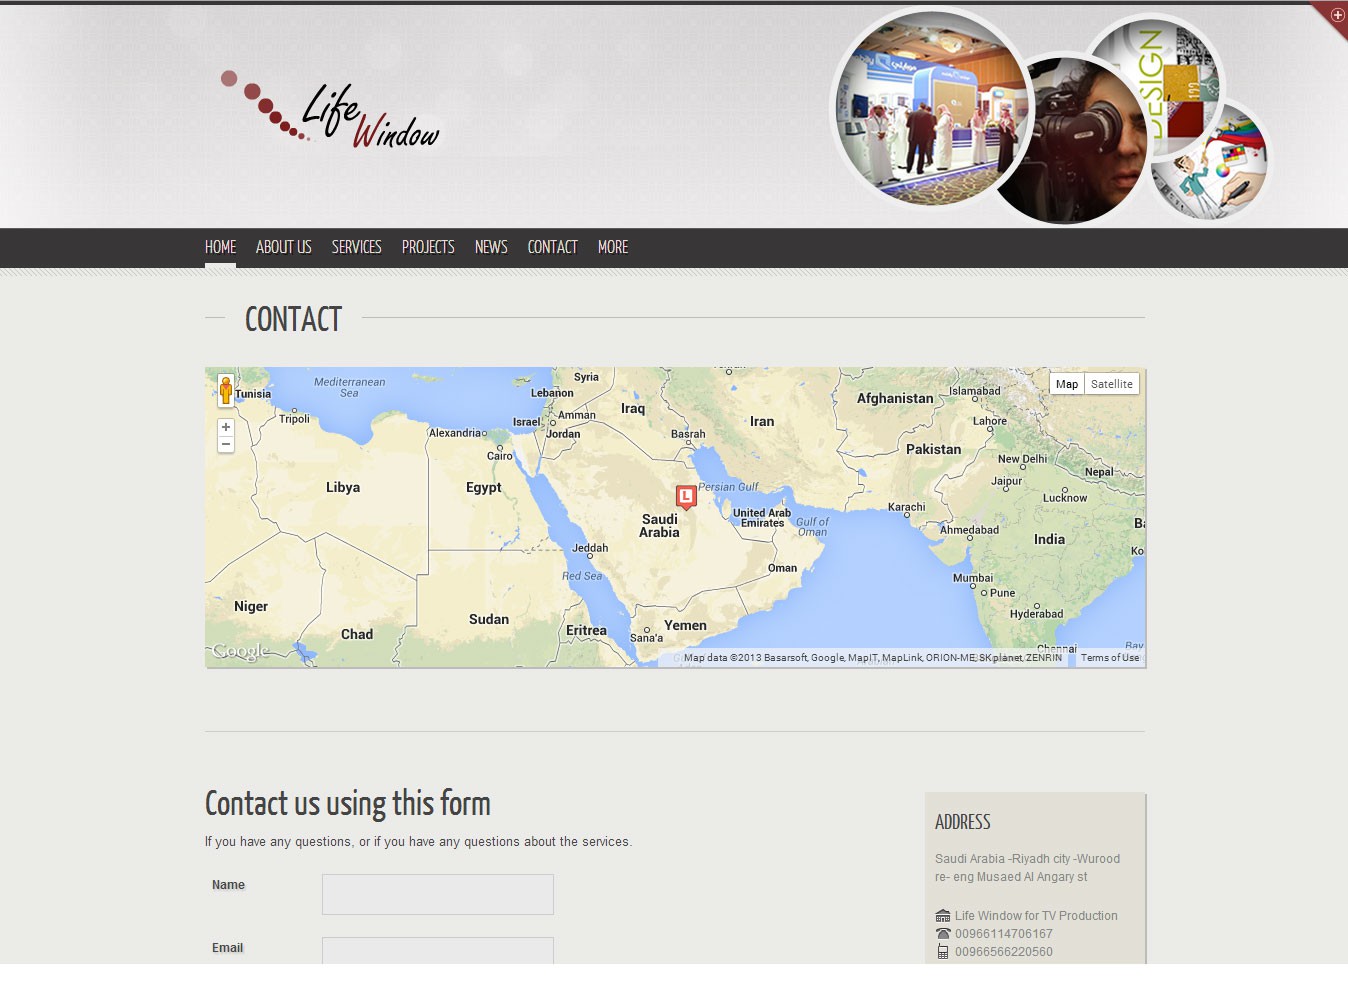 Life
Window
mobily موبايلي
DESIGN
HOME ABOUT US SERVICES PROJECTS NEWS CONTACT MORE
CONTACT
Map Satellite
Mediterranean
Sea
Tunisia
Tripoli
Syria
Lebanon
Iraq
Israel
Amman
Jordan
Iran
Afghanistan
Islamabad
Lahore
Alexandria
Cairo
Basrah
Pakistan
New Delhi
Nepal
Jaipur
Lucknow
Libya
Egypt
L
Persian Gulf
Saudi
Arabia
United Arab
Emirates
Gulf of
Oman
Karachi
Ahmedabad
India
Ba
Ko
Jeddah
Red Sea
Oman
Mumbai
Pune
Hyderabad
Niger
Chad
Sudan
Eritrea
Yemen
Sana'a
Chennai
Bay
Google
Map data ©2013 Basarsoft, Google, MapIT, MapLink, ORION-ME, SK planet, ZENRIN Terms of Use
Contact us using this form
If you have any questions, or if you have any questions about the services.
Name
Email
ADDRESS
Saudi Arabia -Riyadh city -Wurood
re- eng Musaed Al Angary st
Life Window for TV Production
00966114706167
00966566220560